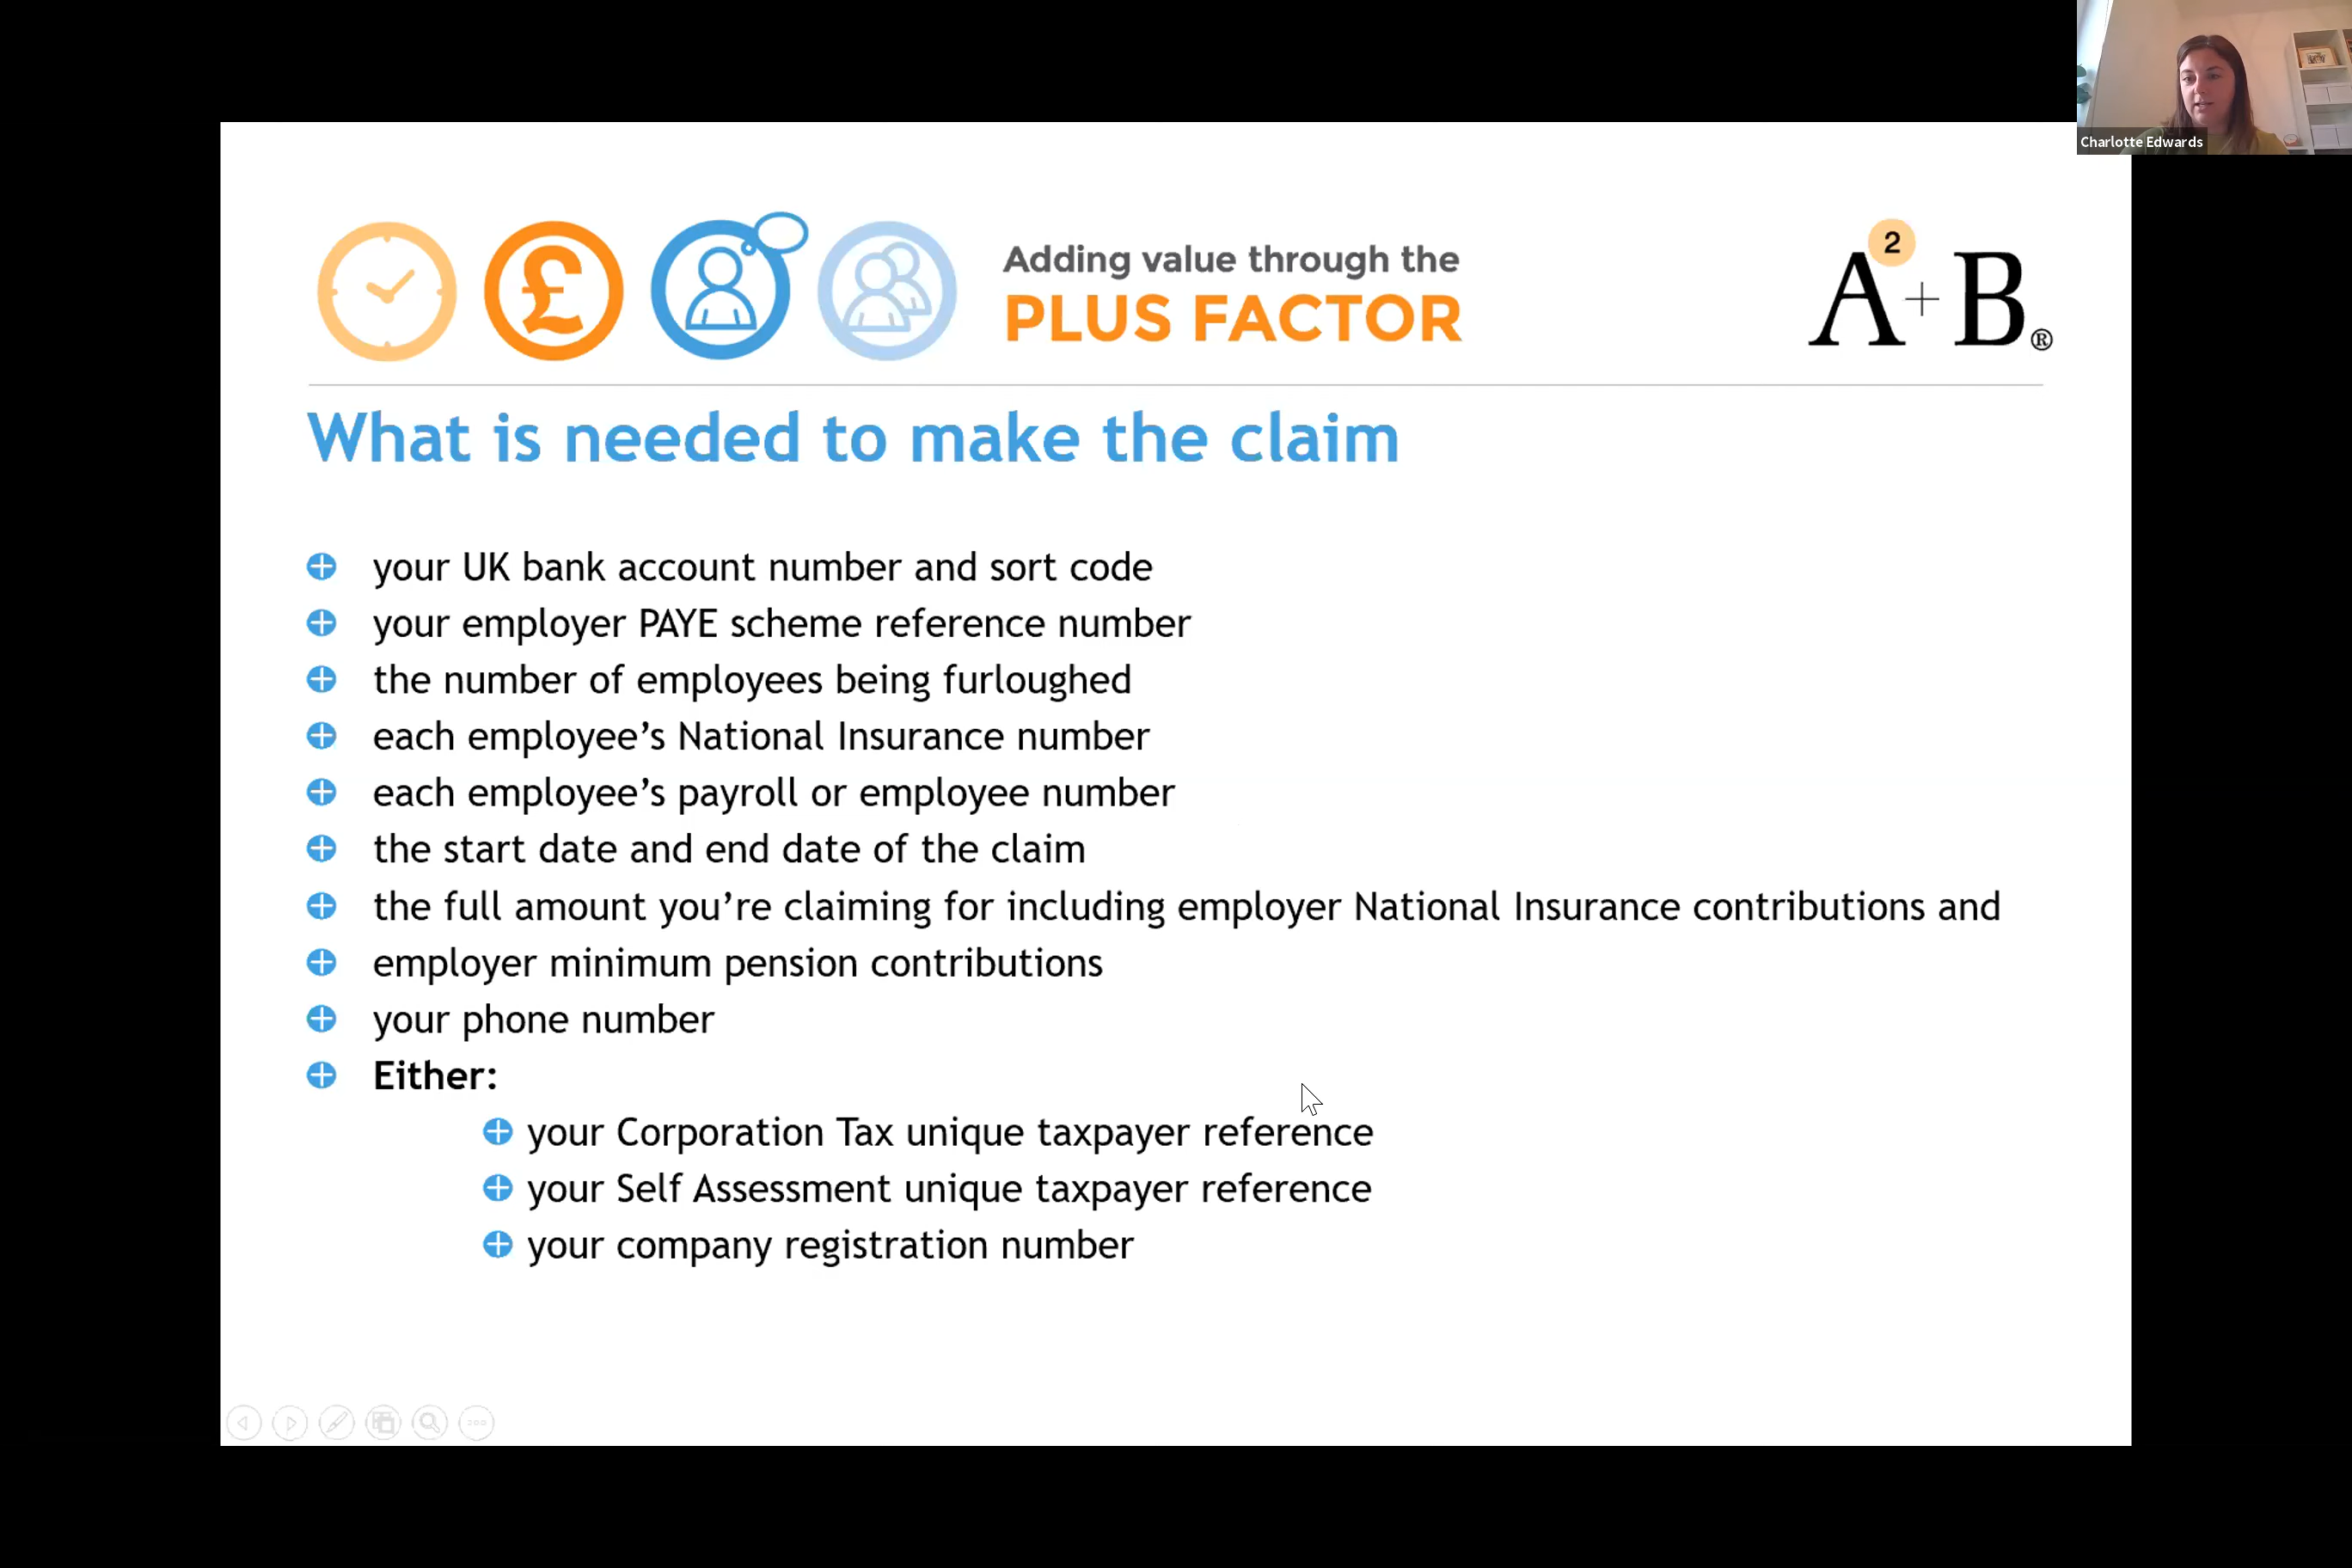 Charlotte Edwards
£
Adding value through the
PLUS FACTOR
A2+B®
What is needed to make the claim
your UK bank account number and sort code
your employer PAYE scheme reference number
the number of employees being furloughed
each employee’s National Insurance number
each employee’s payroll or employee number
the start date and end date of the claim
the full amount you’re claiming for including employer National Insurance contributions and
employer minimum pension contributions
your phone number
Either:
your Corporation Tax unique taxpayer reference
your Self Assessment unique taxpayer reference
your company registration number